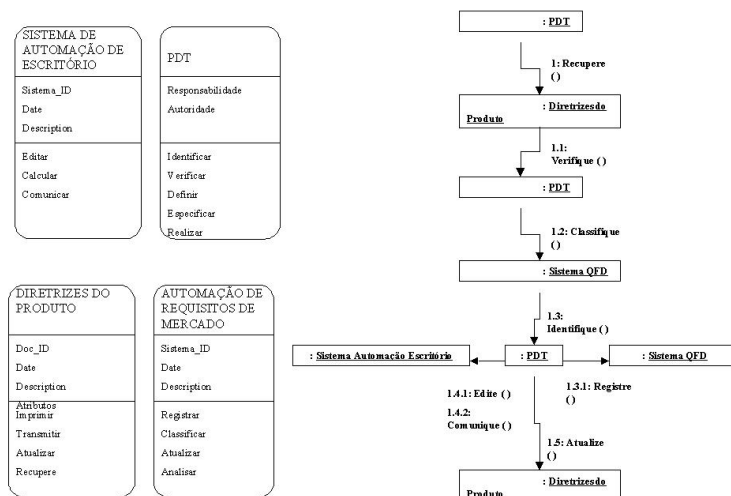 SISTEMA DE
AUTOMAÇÃO DE
ESCRITÓRIO
Sistema_ID
Date
Description
Editar
Calcular
Comunicar
PDT
Responsabilidade
Autoridade
Identificar
Verificar
Definir
Especificar
Realizar
DIRETRIZES DO
PRODUTO
Doc_ID
Date
Description
Atributos
Imprimir
Transmitir
Atualizar
Recupere
AUTOMAÇÃO DE
REQUISITOS DE
MERCADO
Sistema_ID
Date
Description
Registrar
Classificar
Atualizar
Analisar
: PDT
1: Recupere
( )
: Diretrizesdo
Produto
1.1:
Verifique ( )
: PDT
1.2: Classifique
( )
: Sistema QFD
1.3:
Identifique ( )
: Sistema Automação Escritório
: PDT
: Sistema QFD
1.4.1: Edite ( )
1.4.2:
Comunique ( )
1.3.1: Registre
( )
1.5: Atualize
( )
: Diretrizesdo
Produto